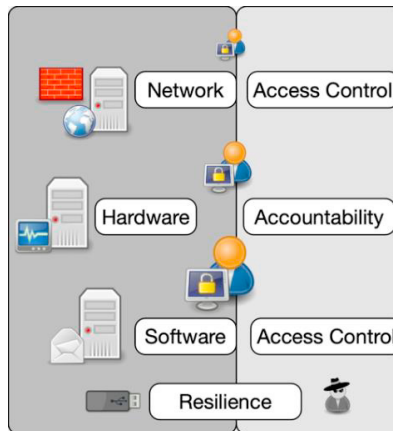 Network
Access Control
Hardware
Accountability
Software
Access Control
Resilience